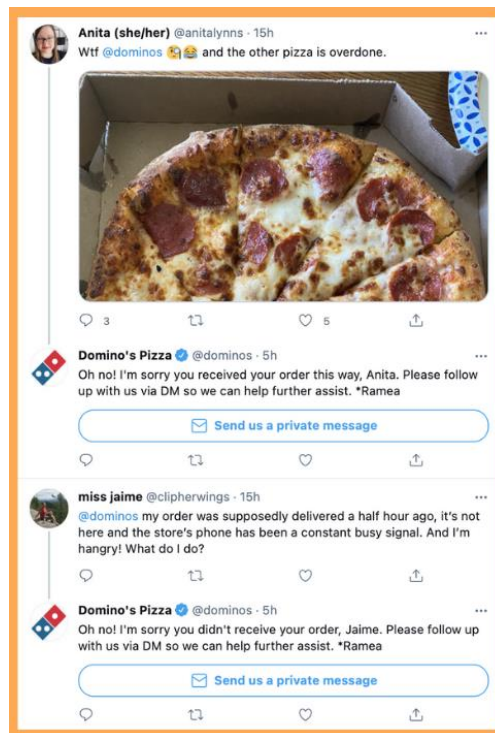 Anita (she/her) @anitalynns · 15h
Wtf @dominos 🧐😂 and the other pizza is overdone.
3
5
Domino's Pizza @dominos · 5h
Oh no! I'm sorry you received your order this way, Anita. Please follow
up with us via DM so we can help further assist. *Ramea
Send us a private message
miss jaime @clipherwings · 15h
@dominos my order was supposedly delivered a half hour ago, it's not
here and the store's phone has been a constant busy signal. And I'm
hangry! What do I do?
Domino's Pizza @dominos · 5h
Oh no! I'm sorry you didn't receive your order, Jaime. Please follow up
with us via DM so we can help further assist. *Ramea
Send us a private message